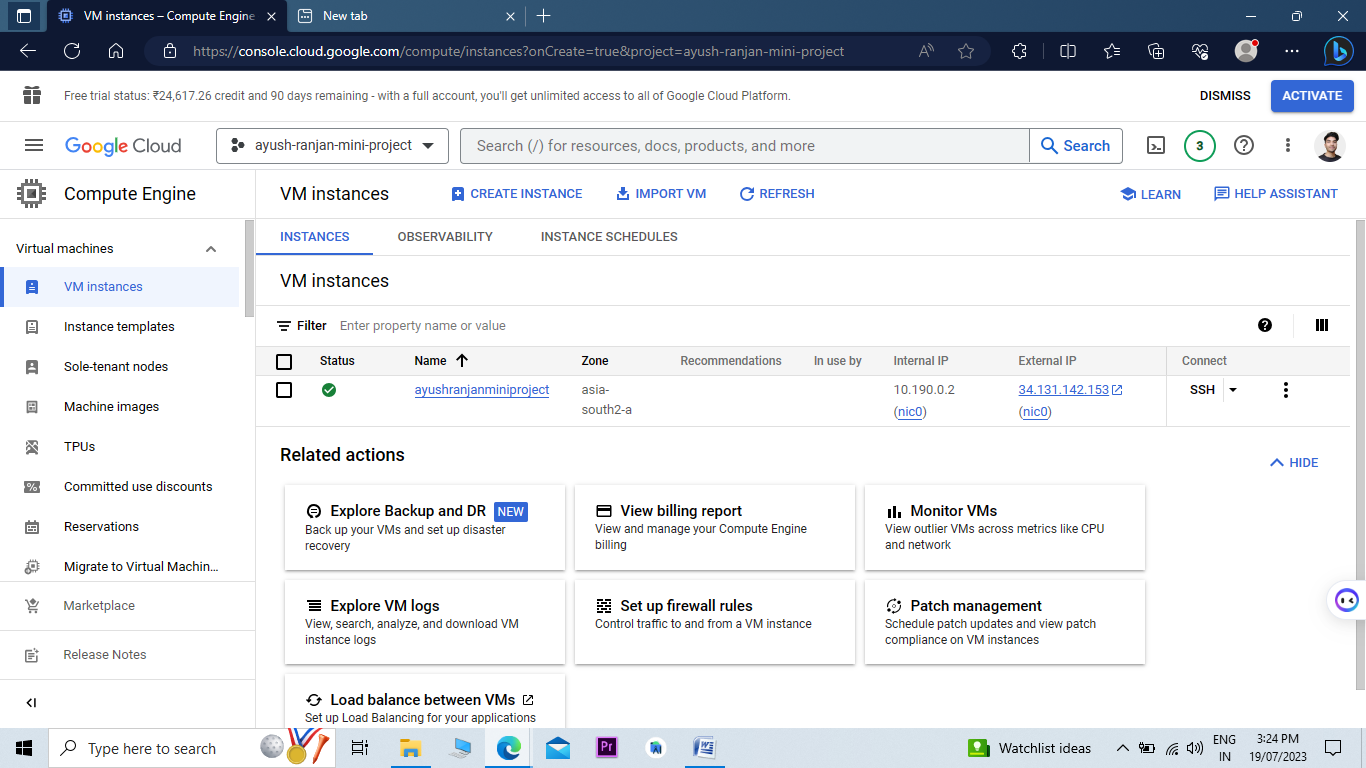 VM instances – Compute Engine
New tab
https://console.cloud.google.com/compute/instances?onCreate=true&project=ayush-ranjan-mini-project
Free trial status: ₹24,617.26 credit and 90 days remaining - with a full account, you'll get unlimited access to all of Google Cloud Platform.
DISMISS
ACTIVATE
Google Cloud
ayush-ranjan-mini-project
Search (/) for resources, docs, products, and more
Search
3
Compute Engine
VM instances
CREATE INSTANCE
IMPORT VM
REFRESH
LEARN
HELP ASSISTANT
Virtual machines
VM instances
Instance templates
Sole-tenant nodes
Machine images
TPUs
Committed use discounts
Reservations
Migrate to Virtual Machin...
Marketplace
Release Notes
INSTANCES
OBSERVABILITY
INSTANCE SCHEDULES
VM instances
Filter
Enter property name or value
Status
Name
Zone
Recommendations
In use by
Internal IP
External IP
Connect
ayushranjanminiproject
asia-
south2-a
10.190.0.2
(nic0)
34.131.142.153
(nic0)
SSH
Related actions
HIDE
Explore Backup and DR NEW
Back up your VMs and set up disaster
recovery
View billing report
View and manage your Compute Engine
billing
Monitor VMs
View outlier VMs across metrics like CPU
and network
Explore VM logs
View, search, analyze, and download VM
instance logs
Set up firewall rules
Control traffic to and from a VM instance
Patch management
Schedule patch updates and view patch
compliance on VM instances
Load balance between VMs
Set up Load Balancing for your applications
Type here to search
Pr
Watchlist ideas
ENG
IN
3:24 PM
19/07/2023